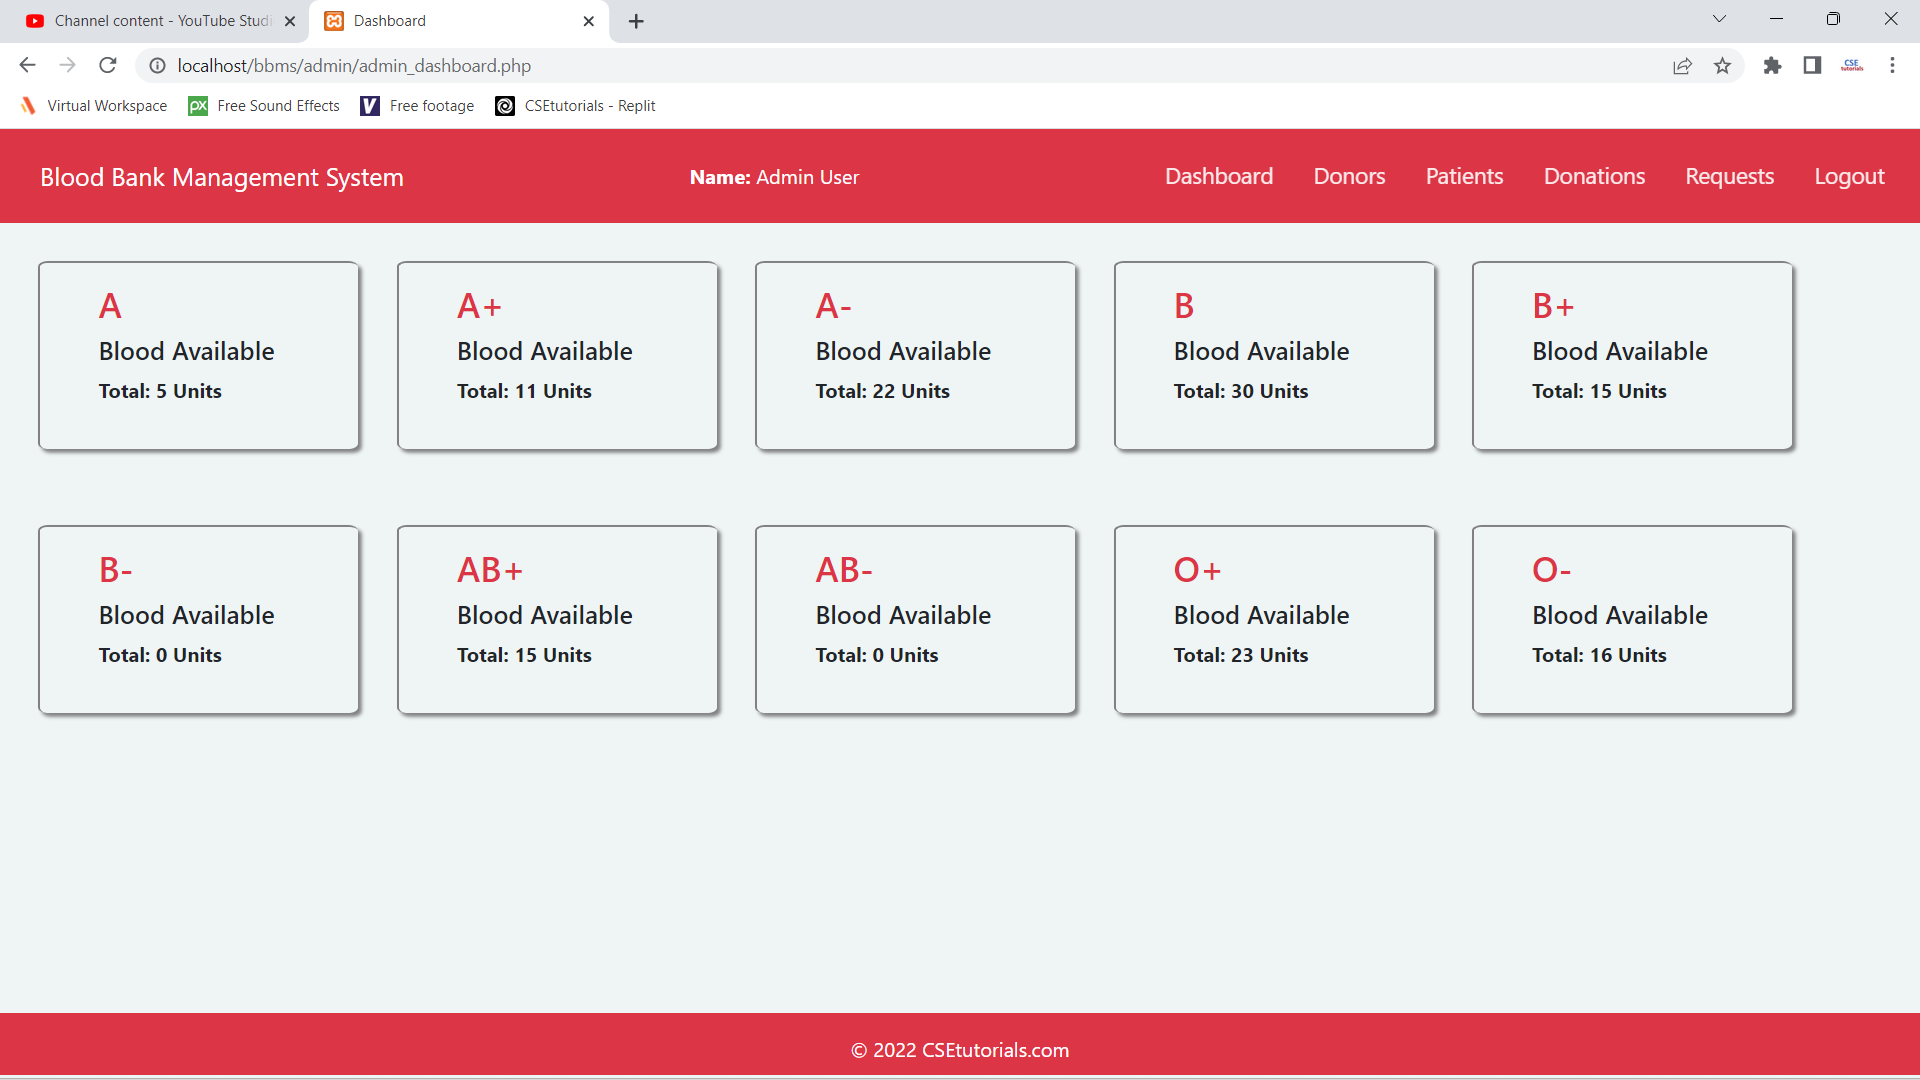 Channel content - YouTube Studi
Dashboard
localhost/bbms/admin/admin_dashboard.php
CSE
tutorials
Virtual Workspace
px Free Sound Effects
V Free footage
CSEtutorials - Replit
Blood Bank Management System
Name: Admin User
Dashboard Donors Patients Donations Requests Logout
A
Blood Available
Total: 5 Units
A+
Blood Available
Total: 11 Units
A-
Blood Available
Total: 22 Units
B
Blood Available
Total: 30 Units
B+
Blood Available
Total: 15 Units
B-
Blood Available
Total: 0 Units
AB+
Blood Available
Total: 15 Units
AB-
Blood Available
Total: 0 Units
O+
Blood Available
Total: 23 Units
O-
Blood Available
Total: 16 Units
© 2022 CSEtutorials.com